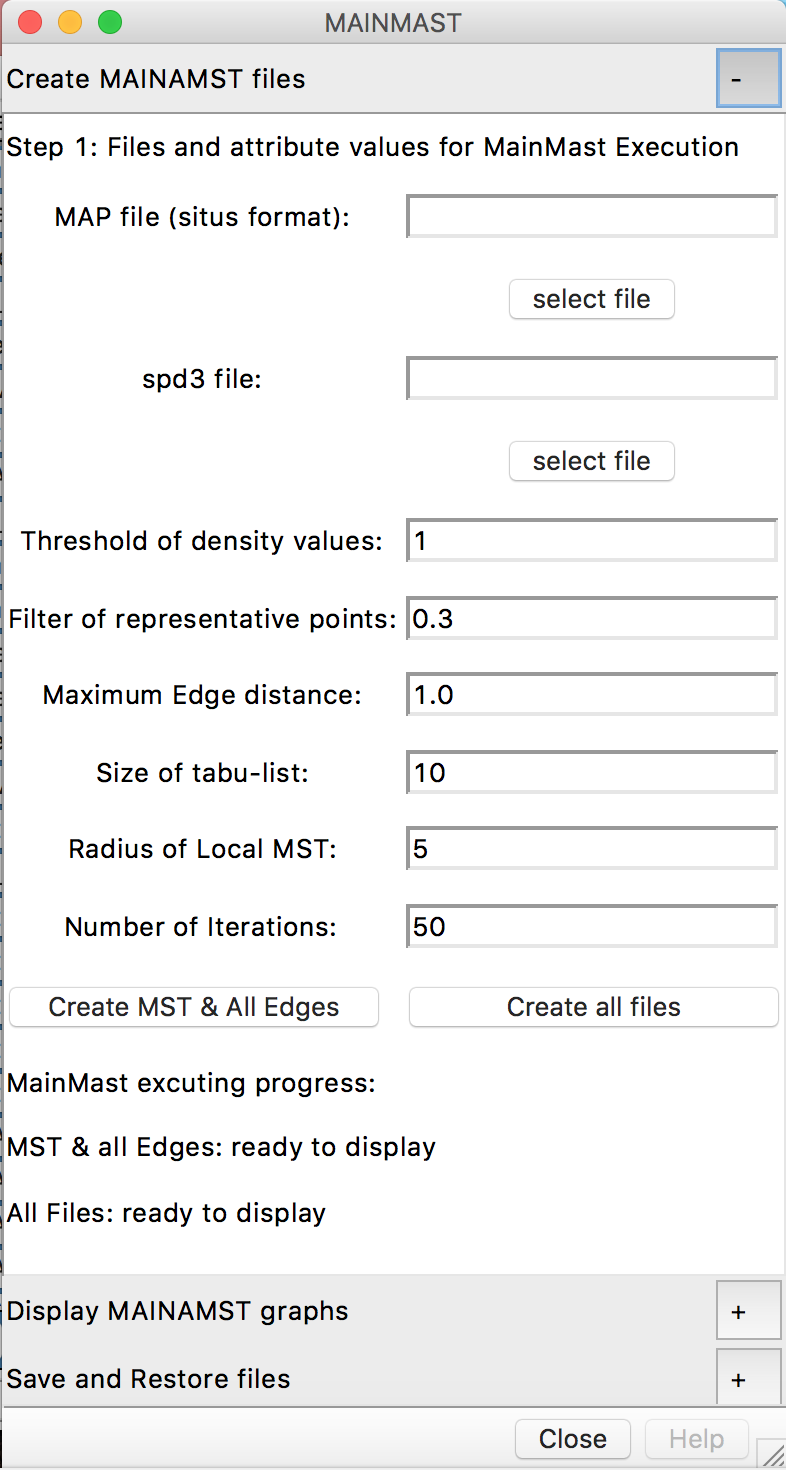 MAINMAST
Create MAINAMST files
-
Step 1: Files and attribute values for MainMast Execution
MAP file (situs format):
select file
spd3 file:
select file
Threshold of density values: 1
Filter of representative points: 0.3
Maximum Edge distance: 1.0
Size of tabu-list: 10
Radius of Local MST: 5
Number of Iterations: 50
Create MST & All Edges
Create all files
MainMast excuting progress:
MST & all Edges: ready to display
All Files: ready to display
Display MAINAMST graphs
+
Save and Restore files
+
Close
Help